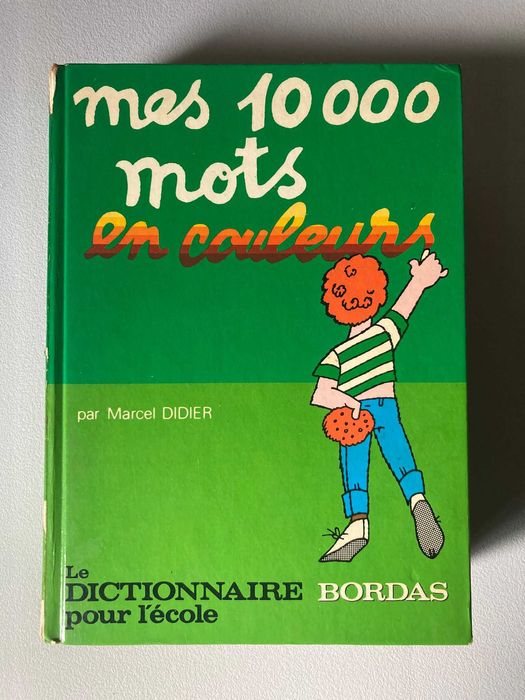 mes 10 000
mots
en couleurs
par Marcel DIDIER
Le
DICTIONNAIRE BORDAS
pour l'école